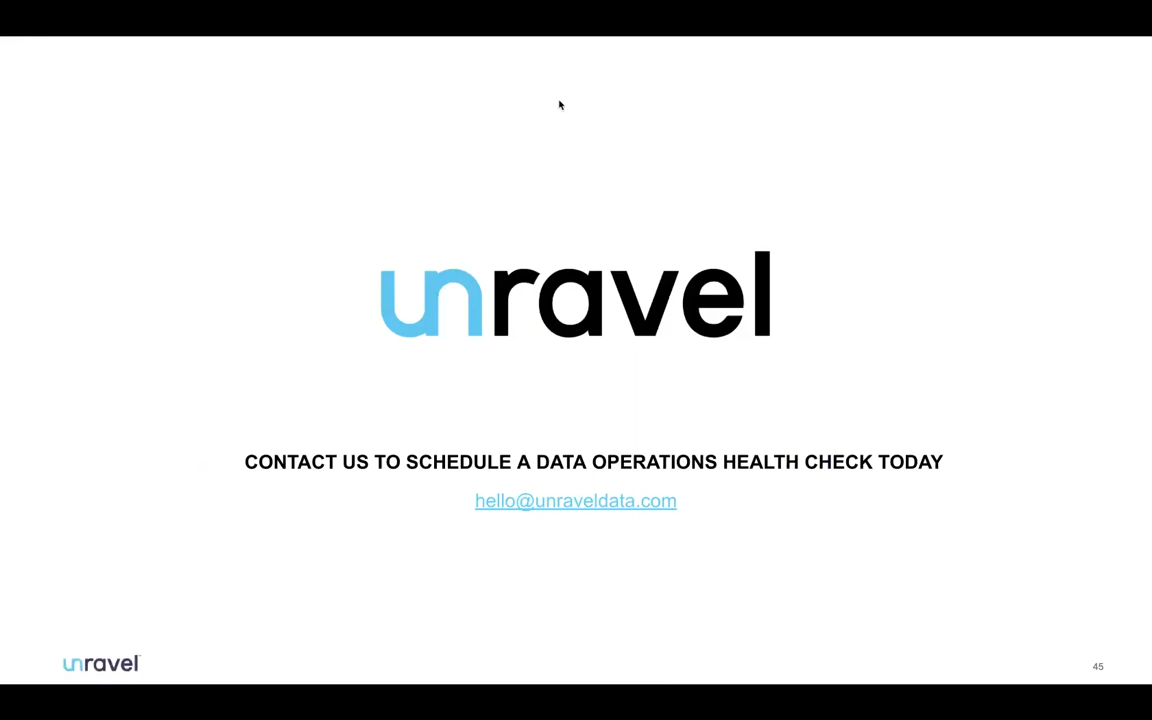 unravel
CONTACT US TO SCHEDULE A DATA OPERATIONS HEALTH CHECK TODAY
hello@unraveldata.com
unravel
45